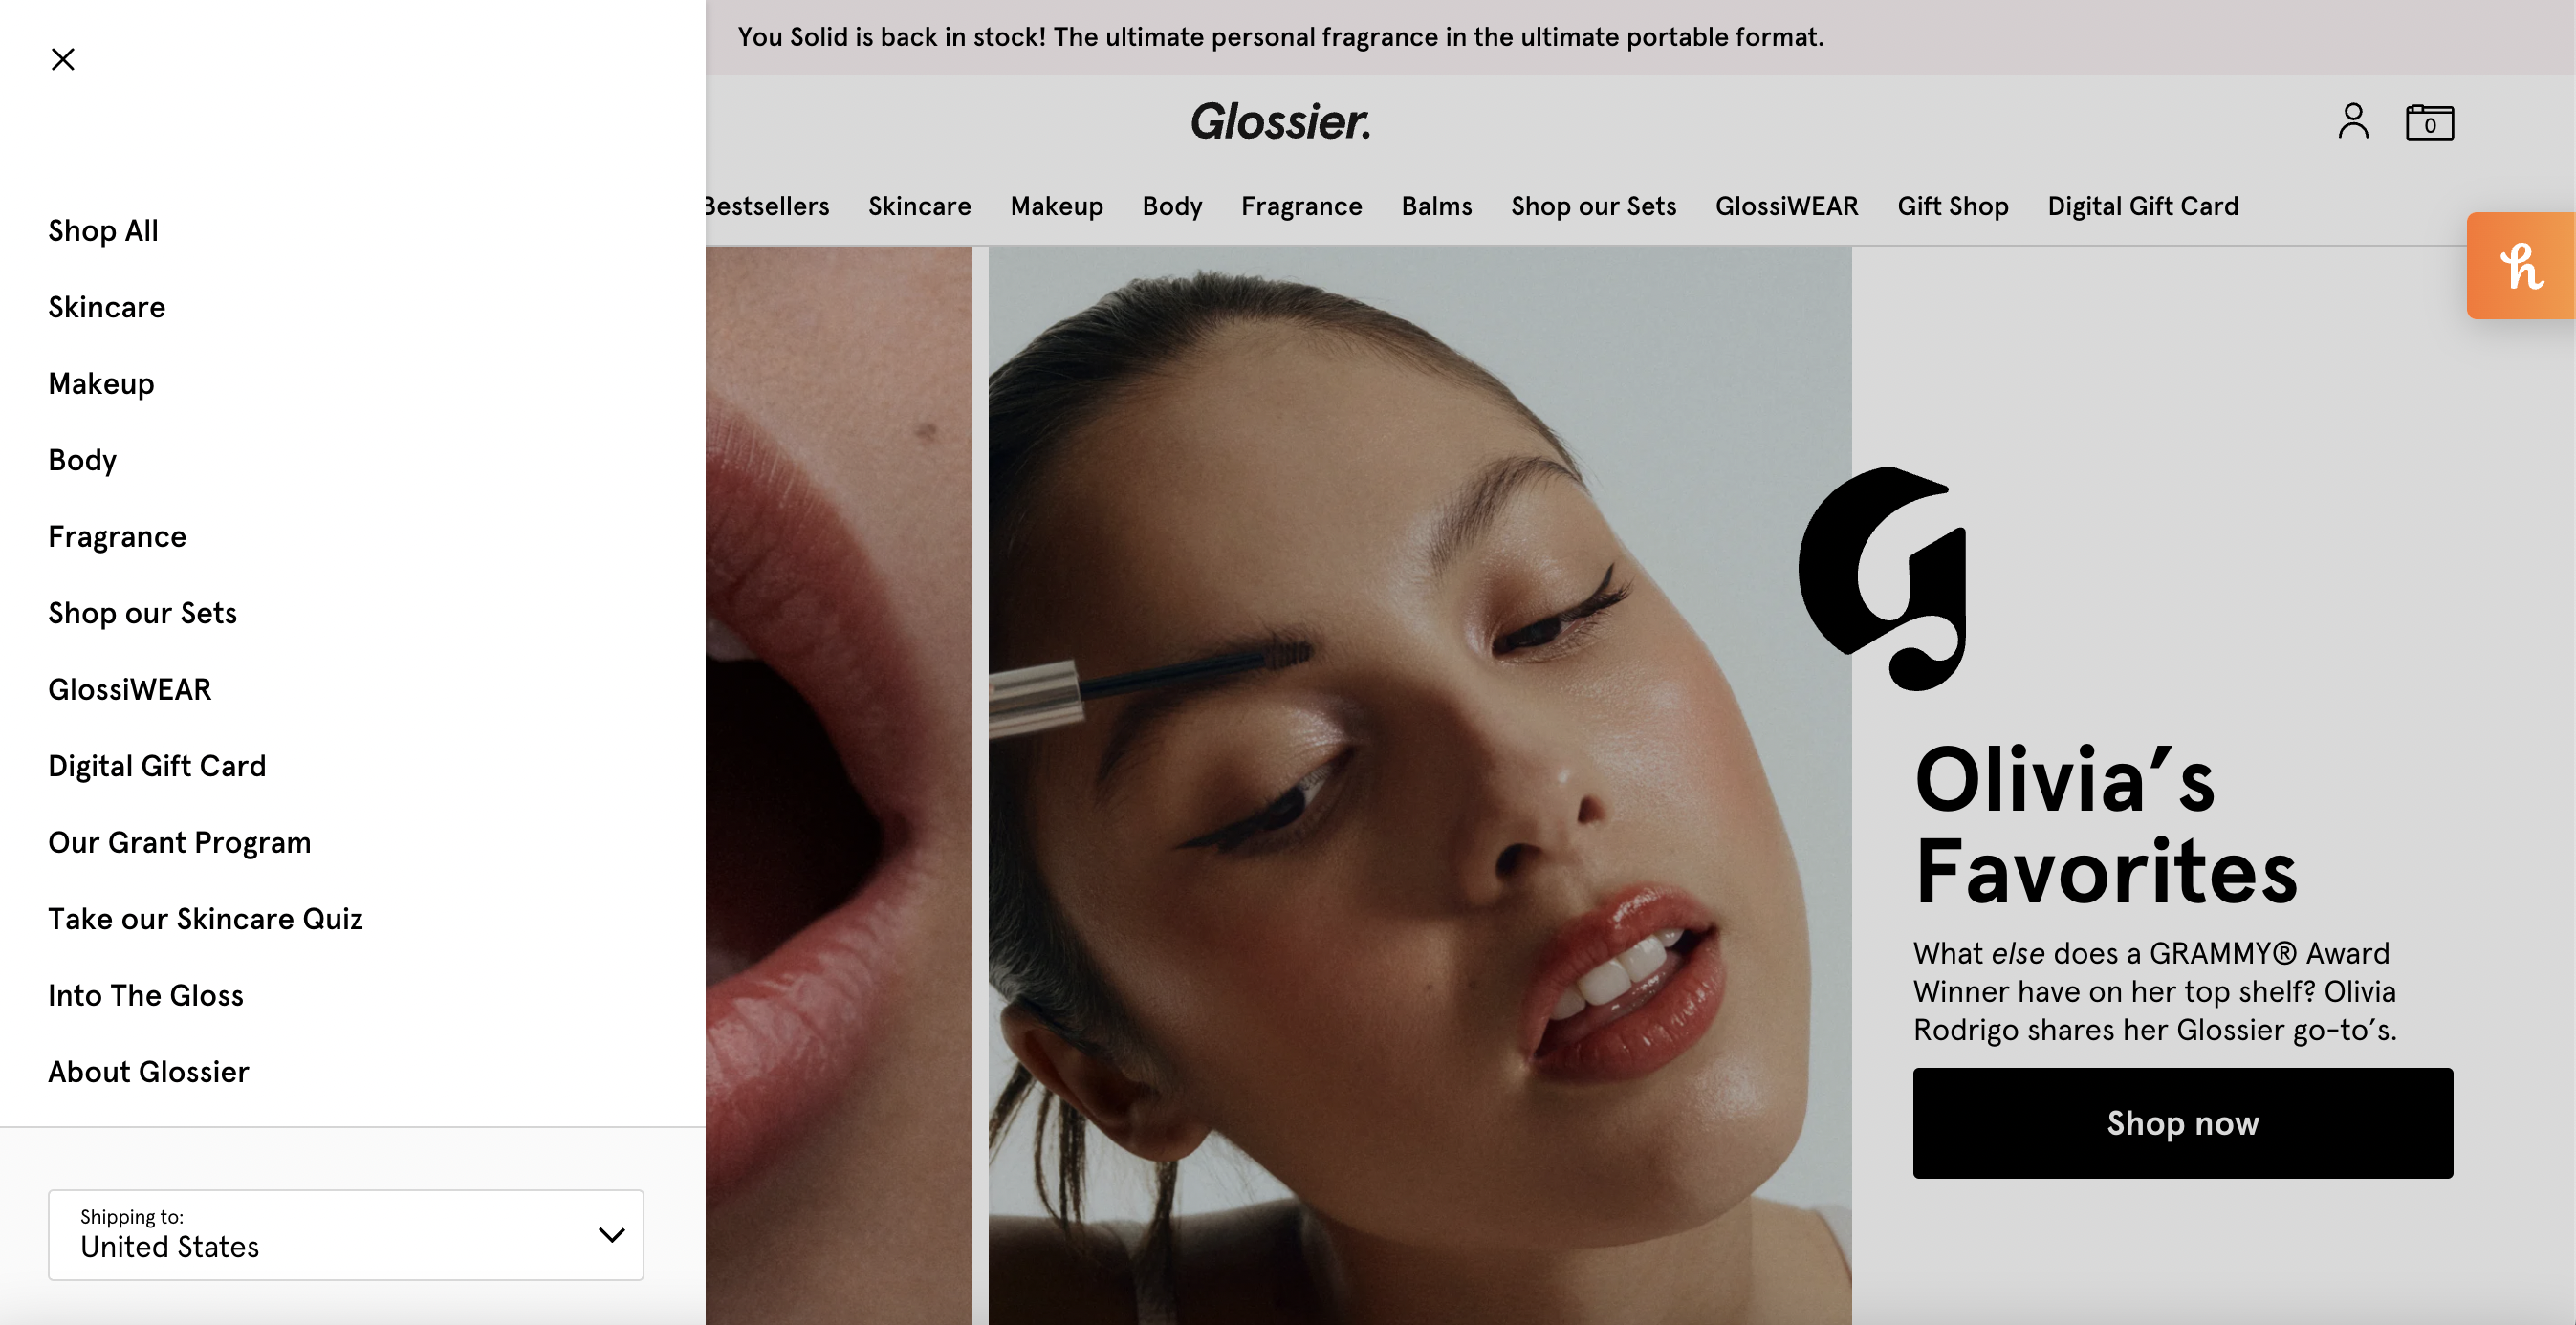 You Solid is back in stock! The ultimate personal fragrance in the ultimate portable format.
Glossier.
0
Bestsellers Skincare Makeup Body Fragrance Balms Shop our Sets GlossiWEAR Gift Shop Digital Gift Card
Shop All
Skincare
Makeup
Body
Fragrance
Shop our Sets
GlossiWEAR
Digital Gift Card
Our Grant Program
Take our Skincare Quiz
Into The Gloss
About Glossier
Shipping to:
United States
h
G
Olivia's
Favorites
What else does a GRAMMY® Award
Winner have on her top shelf? Olivia
Rodrigo shares her Glossier go-to's.
Shop now